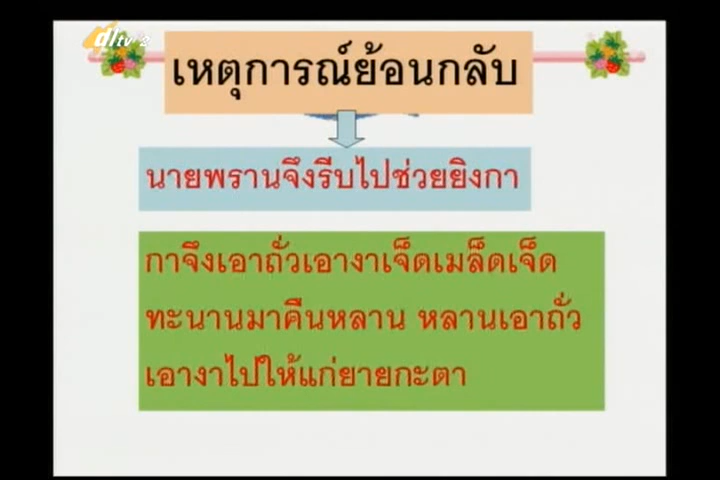 dltv 3
เหตุการณ์ย้อนกลับ
นายพรานจึงรีบไปช่วยยิงกา
กาจึงเอาถั่วเอางาเจ็ดเมล็ดเจ็ด
ทะนานมาคืนหลาน หลานเอาถั่ว
เอางาไปให้แก่ยายกะตา